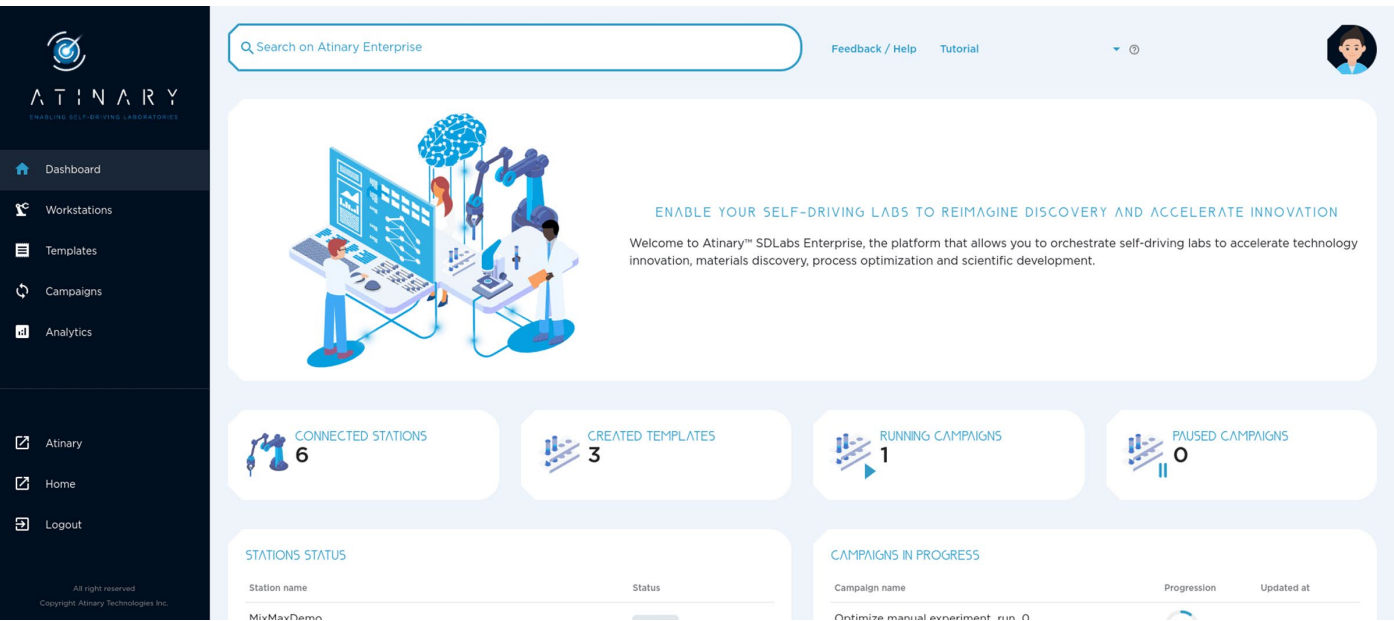 ATINARY
ENABLING SELF-DRIVING LABORATORIES
Dashboard
Workstations
Templates
Campaigns
Analytics
Atinary
Home
Logout
All right reserved
Copyright Atinary Technologies Inc.
Search on Atinary Enterprise
Feedback / Help
Tutorial
ENABLE YOUR SELF-DRIVING LABS TO REIMAGINE DISCOVERY AND ACCELERATE INNOVATION
Welcome to Atinary™ SDLabs Enterprise, the platform that allows you to orchestrate self-driving labs to accelerate technology
innovation, materials discovery, process optimization and scientific development.
CONNECTED STATIONS
6
CREATED TEMPLATES
3
RUNNING CAMPAIGNS
1
PAUSED CAMPAIGNS
0
STATIONS STATUS
Station name Status
MixMaxDemo
CAMPAIGNS IN PROGRESS
Campaign name Progression Updated at
Optimize manual experiment_run_0